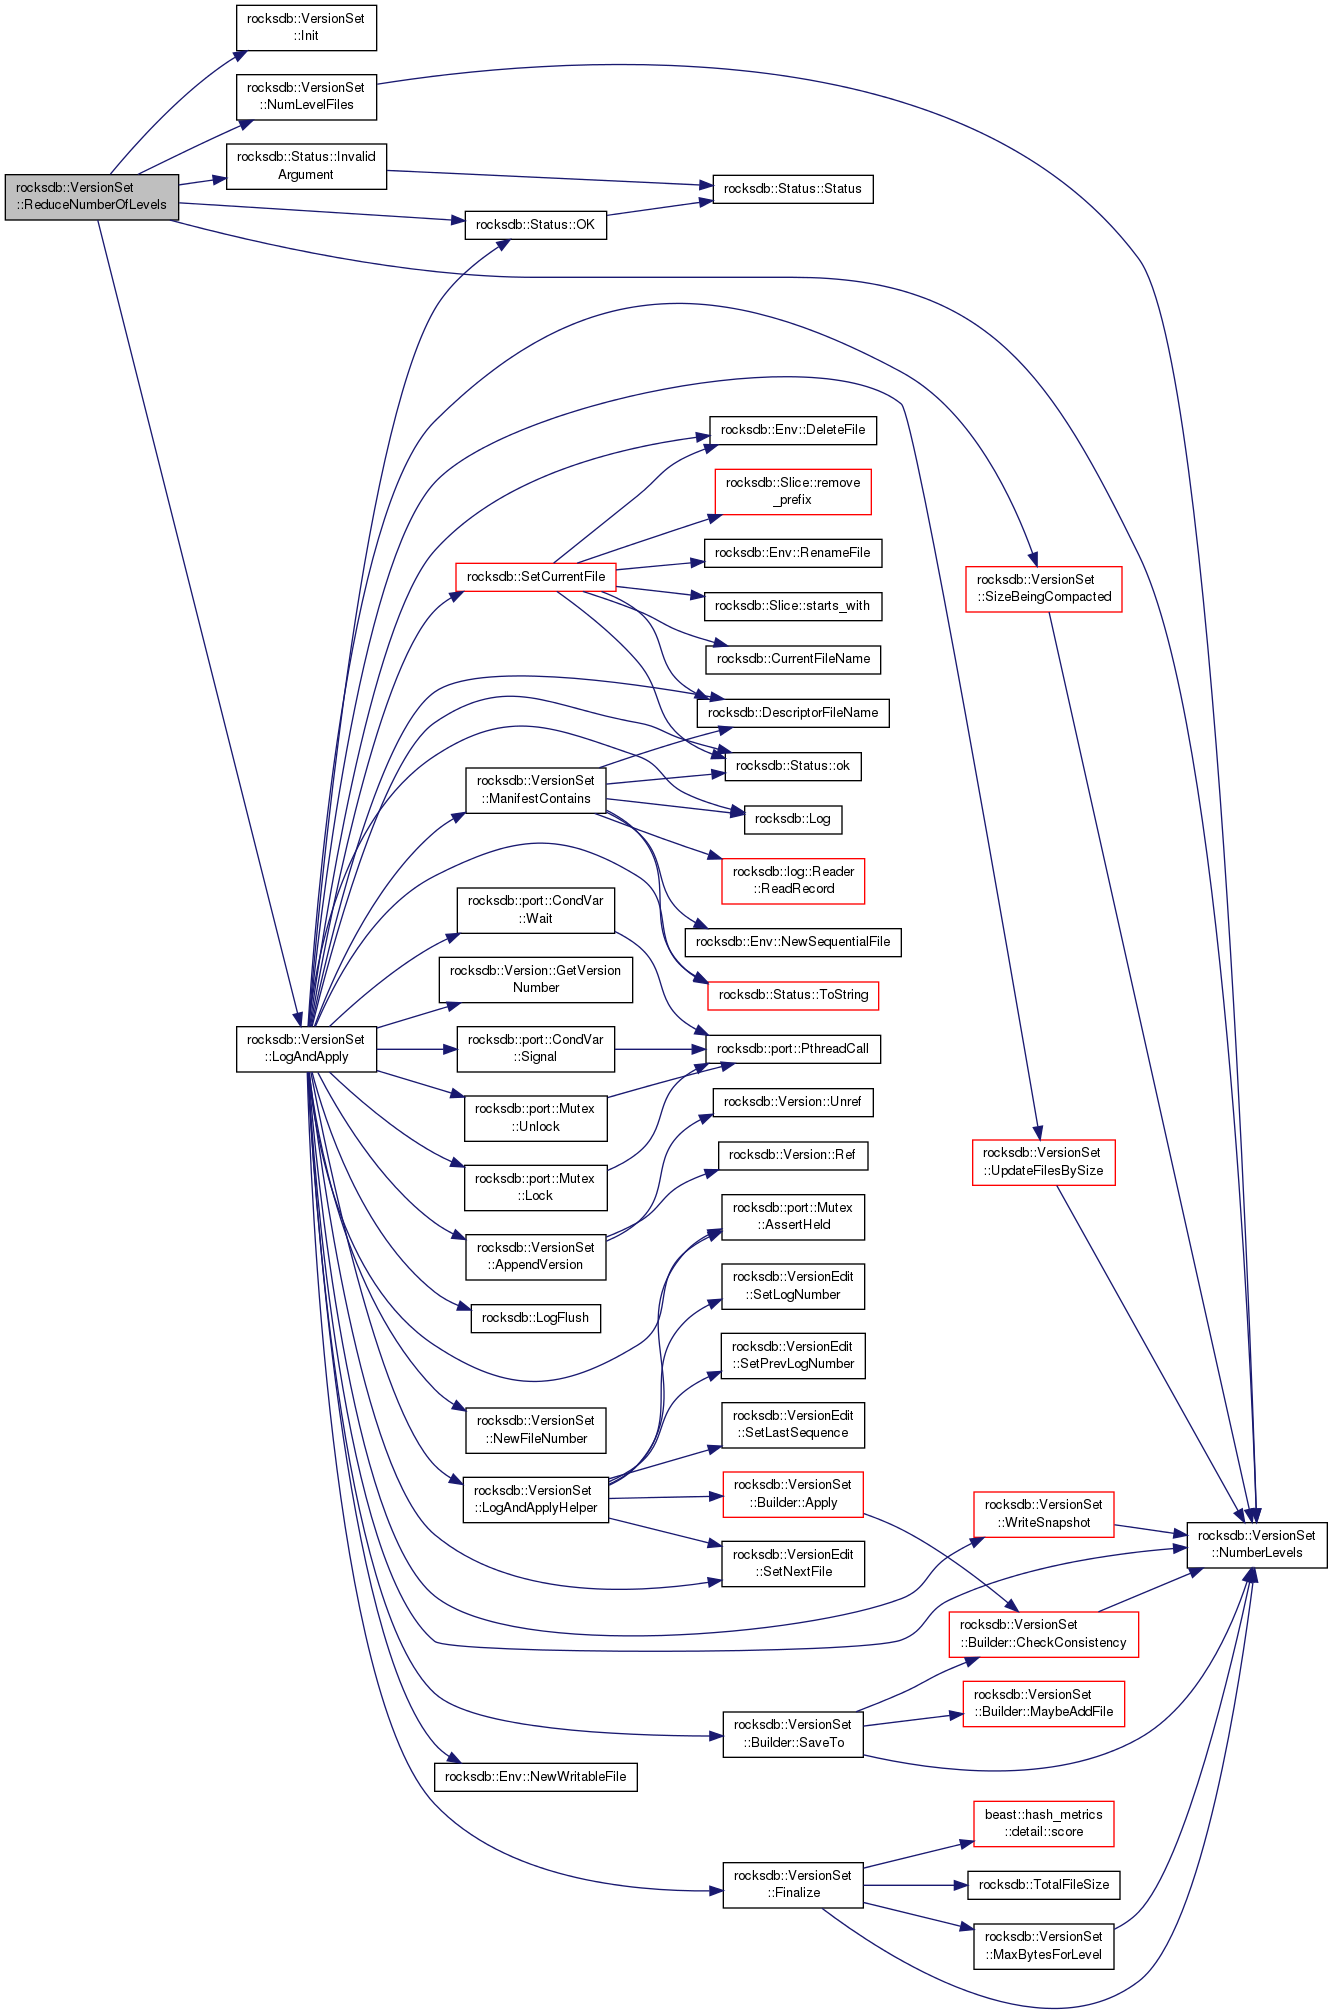 rocksdb::VersionSet
::Init
rocksdb::VersionSet
::NumLevelFiles
rocksdb::Status::Invalid
Argument
rocksdb::VersionSet
::ReduceNumberOfLevels
rocksdb::Status::Status
rocksdb::Status::OK
rocksdb::Env::DeleteFile
rocksdb::Slice::remove
_prefix
rocksdb::Env::RenameFile
rocksdb::SetCurrentFile
rocksdb::VersionSet
::SizeBeingCompacted
rocksdb::Slice::starts_with
rocksdb::CurrentFileName
rocksdb::DescriptorFileName
rocksdb::Status::ok
rocksdb::VersionSet
::ManifestContains
rocksdb::Log
rocksdb::log::Reader
::ReadRecord
rocksdb::port::CondVar
::Wait
rocksdb::Env::NewSequentialFile
rocksdb::Version::GetVersion
Number
rocksdb::Status::ToString
rocksdb::VersionSet
::LogAndApply
rocksdb::port::CondVar
::Signal
rocksdb::port::PthreadCall
rocksdb::port::Mutex
::Unlock
rocksdb::Version::Unref
rocksdb::Version::Ref
rocksdb::VersionSet
::UpdateFilesBySize
rocksdb::port::Mutex
::Lock
rocksdb::port::Mutex
::AssertHeld
rocksdb::VersionSet
::AppendVersion
rocksdb::VersionEdit
::SetLogNumber
rocksdb::LogFlush
rocksdb::VersionEdit
::SetPrevLogNumber
rocksdb::VersionSet
::NewFileNumber
rocksdb::VersionEdit
::SetLastSequence
rocksdb::VersionSet
::LogAndApplyHelper
rocksdb::VersionSet
::Builder::Apply
rocksdb::VersionSet
::WriteSnapshot
rocksdb::VersionSet
::NumberLevels
rocksdb::VersionEdit
::SetNextFile
rocksdb::VersionSet
::Builder::CheckConsistency
rocksdb::VersionSet
::Builder::MaybeAddFile
rocksdb::VersionSet
::Builder::SaveTo
rocksdb::Env::NewWritableFile
beast::hash_metrics
::detail::score
rocksdb::VersionSet
::Finalize
rocksdb::TotalFileSize
rocksdb::VersionSet
::MaxBytesForLevel